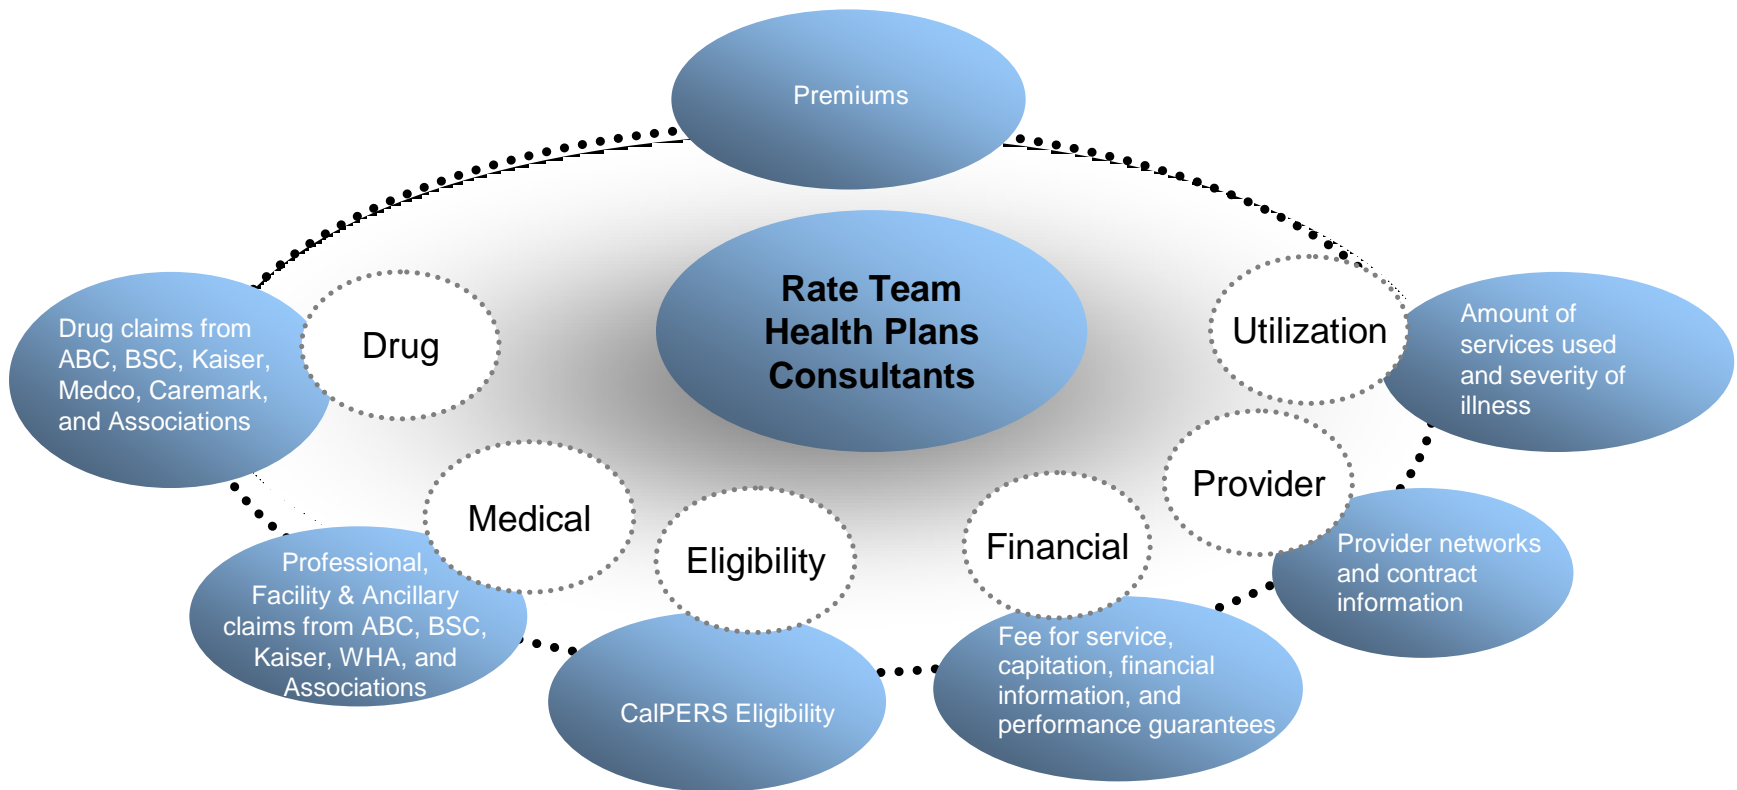 Premiums
Rate Team
Health Plans
Consultants
Drug claims from
ABC, BSC, Kaiser,
Medco, Caremark,
and Associations
Drug
Utilization
Amount of
services used
and severity of
illness
Medical
Professional,
Facility & Ancillary
claims from ABC, BSC,
Kaiser, WHA, and
Associations
Eligibility
CalPERS Eligibility
Financial
Fee for service,
capitation, financial
information, and
performance guarantees
Provider
Provider networks
and contract
information